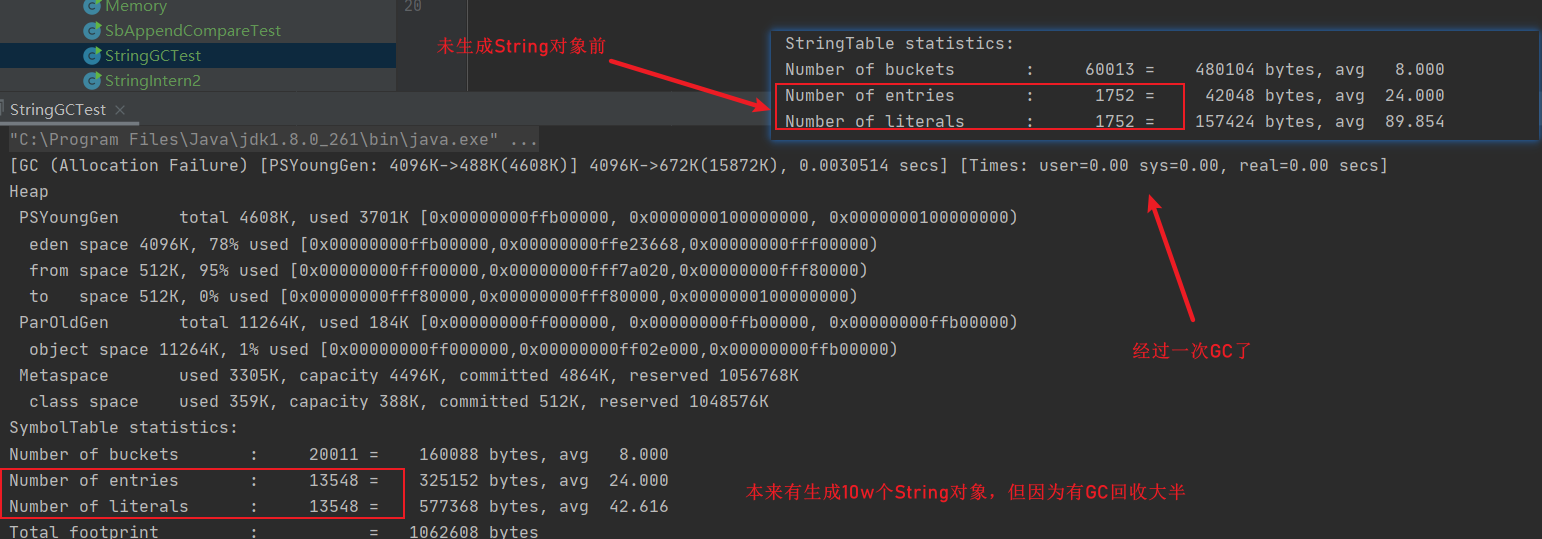 Memory
20
SbAppendCompareTest
StringGCTest
StringIntern2
未生成String对象前
StringTable statistics:
Number of buckets : 60013 = 480104 bytes, avg 8.000
Number of entries : 1752 = 42048 bytes, avg 24.000
Number of literals : 1752 = 157424 bytes, avg 89.854
StringGCTest ×
"C:\Program Files\Java\jdk1.8.0_261\bin\java.exe" ...
[GC (Allocation Failure) [PSYoungGen: 4096K->488K(4608K)] 4096K->672K(15872K), 0.0030514 secs] [Times: user=0.00 sys=0.00, real=0.00 secs]
Heap
PSYoungGen total 4608K, used 3701K [0x00000000ffb00000, 0x0000000100000000, 0x0000000100000000)
eden space 4096K, 78% used [0x00000000ffb00000,0x00000000ffe23668,0x00000000fff00000)
from space 512K, 95% used [0x00000000fff00000,0x00000000fff7a020,0x00000000fff80000)
to space 512K, 0% used [0x00000000fff80000,0x00000000fff80000,0x0000000100000000)
ParOldGen total 11264K, used 184K [0x00000000ff000000, 0x00000000ffb00000, 0x00000000ffb00000)
object space 11264K, 1% used [0x00000000ff000000,0x00000000ff02e000,0x00000000ffb00000)
经过一次GC了
Metaspace used 3305K, capacity 4496K, committed 4864K, reserved 1056768K
class space used 359K, capacity 388K, committed 512K, reserved 1048576K
SymbolTable statistics:
Number of buckets : 20011 = 160088 bytes, avg 8.000
Number of entries : 13548 = 325152 bytes, avg 24.000
Number of literals : 13548 = 577368 bytes, avg 42.616
本来有生成10w个String对象，但因为有GC回收大半
Total footprint : = 1062608 bytes